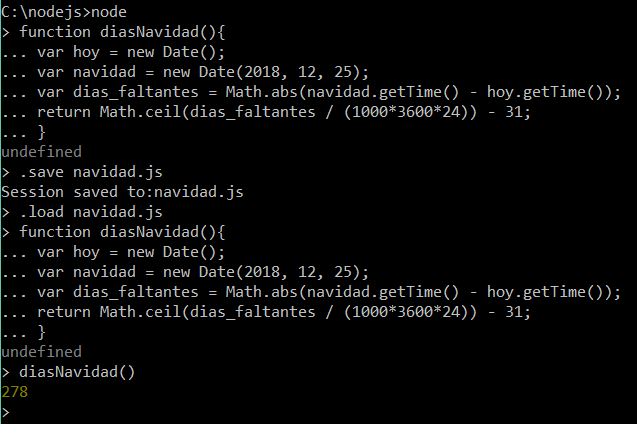 C:\nodejs>node
> function diasNavidad(){
... var hoy = new Date();
... var navidad = new Date(2018, 12, 25);
... var dias_faltantes = Math.abs(navidad.getTime() - hoy.getTime());
... return Math.ceil(dias_faltantes / (1000*3600*24)) - 31;
... }
undefined
> .save navidad.js
Session saved to:navidad.js
> .load navidad.js
> function diasNavidad(){
... var hoy = new Date();
... var navidad = new Date(2018, 12, 25);
... var dias_faltantes = Math.abs(navidad.getTime() - hoy.getTime());
... return Math.ceil(dias_faltantes / (1000*3600*24)) - 31;
... }
undefined
> diasNavidad()
278
>